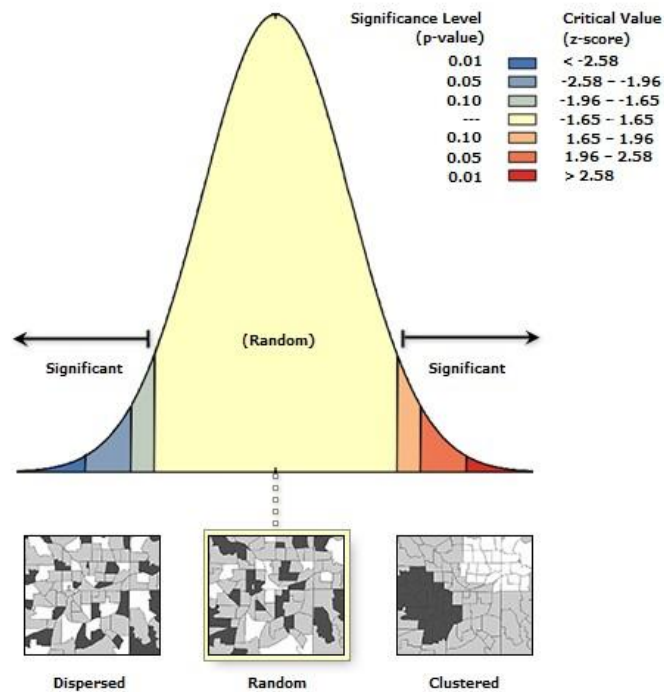 Significance Level Critical Value
(p-value) (z-score)
0.01 < -2.58
0.05 -2.58 – -1.96
0.10 -1.96 – -1.65
--- -1.65 – 1.65
0.10 1.65 – 1.96
0.05 1.96 – 2.58
0.01 > 2.58
(Random)
Significant Significant
Dispersed Random Clustered